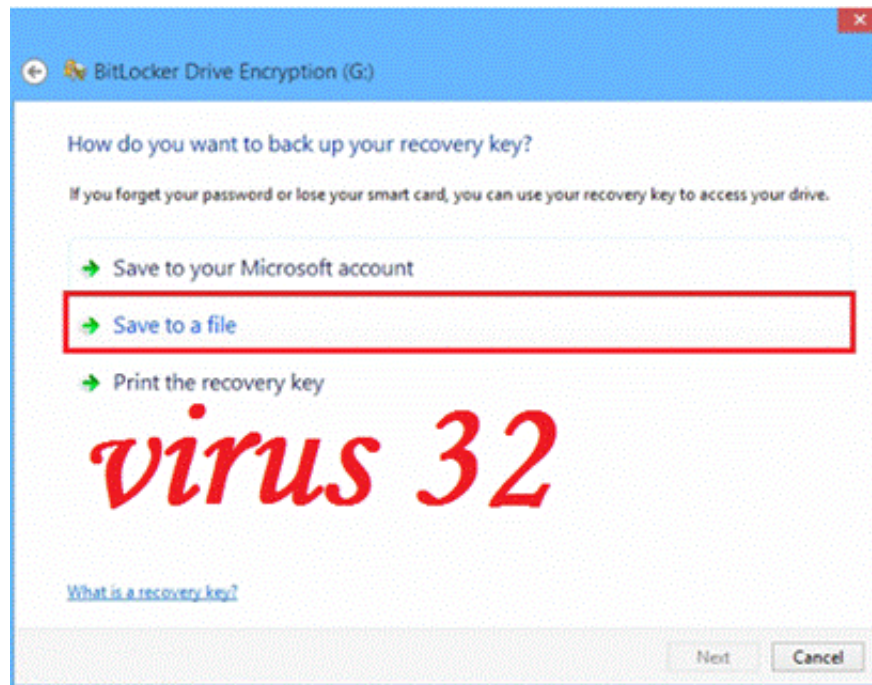 BitLocker Drive Encryption (G:)
How do you want to back up your recovery key?
If you forget your password or lose your smart card, you can use your recovery key to access your drive.
Save to your Microsoft account
Save to a file
Print the recovery key
virus 32
What is a recovery key?
Next Cancel